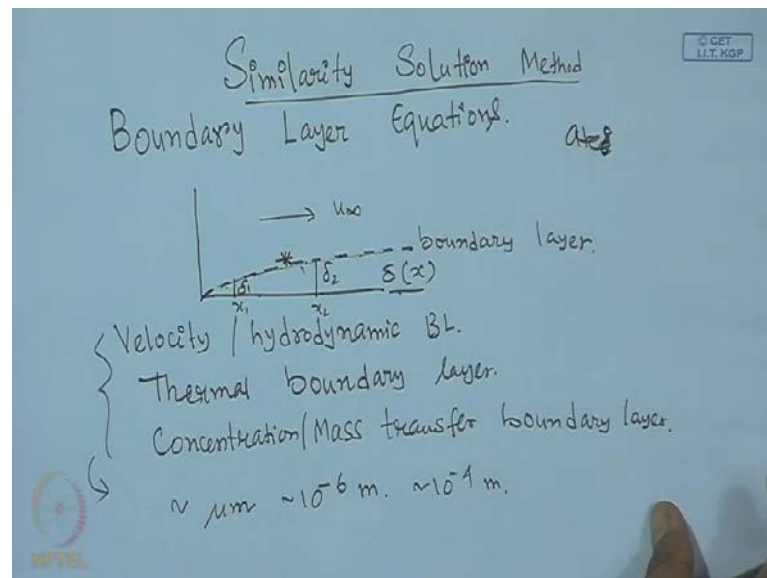 Similarity Solution Method
© CET
I.I.T. KGP
Boundary Layer Equations.
u∞
boundary layer.
δ1
δ2
δ(x)
x1
x2
Velocity / hydrodynamic BL.
Thermal boundary layer.
Concentration/Mass transfer boundary layer.
~ μm ~10⁻⁶ m. ~10⁻⁴ m.
NPTEL